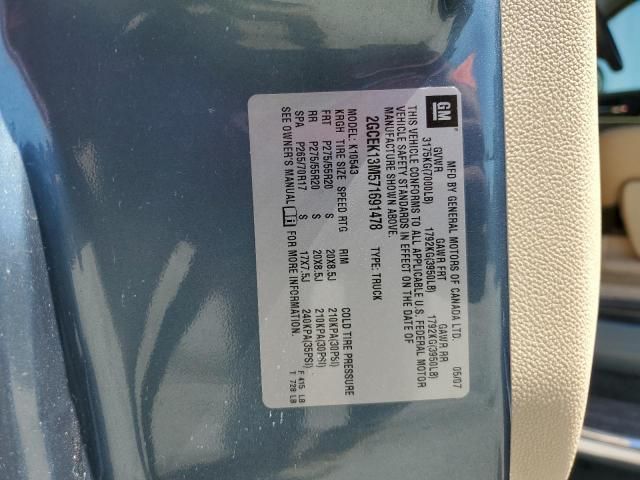 GM
MFD BY GENERAL MOTORS OF CANADA LTD. 05/07
GVWR GAWR FRT GAWR RR
3175KG(7000LB) 1792KG(3950LB) 1792KG(3950LB)
THIS VEHICLE CONFORMS TO ALL APPLICABLE U.S. FEDERAL MOTOR
VEHICLE SAFETY STANDARDS IN EFFECT ON THE DATE OF
MANUFACTURE SHOWN ABOVE.
2GCEK13M571691478 TYPE: TRUCK
MODEL: K10543
KRGH TIRE SIZE SPEED RTG RIM COLD TIRE PRESSURE
FRT P275/55R20 S 20X8.5J 210KPA(30PSI)
RR P275/55R20 S 20X8.5J 210KPA(30PSI)
SPA P265/70R17 S 17X7.5J 240KPA(35PSI)
SEE OWNER'S MANUAL FOR MORE INFORMATION.
F 415 LB
T 728 LB